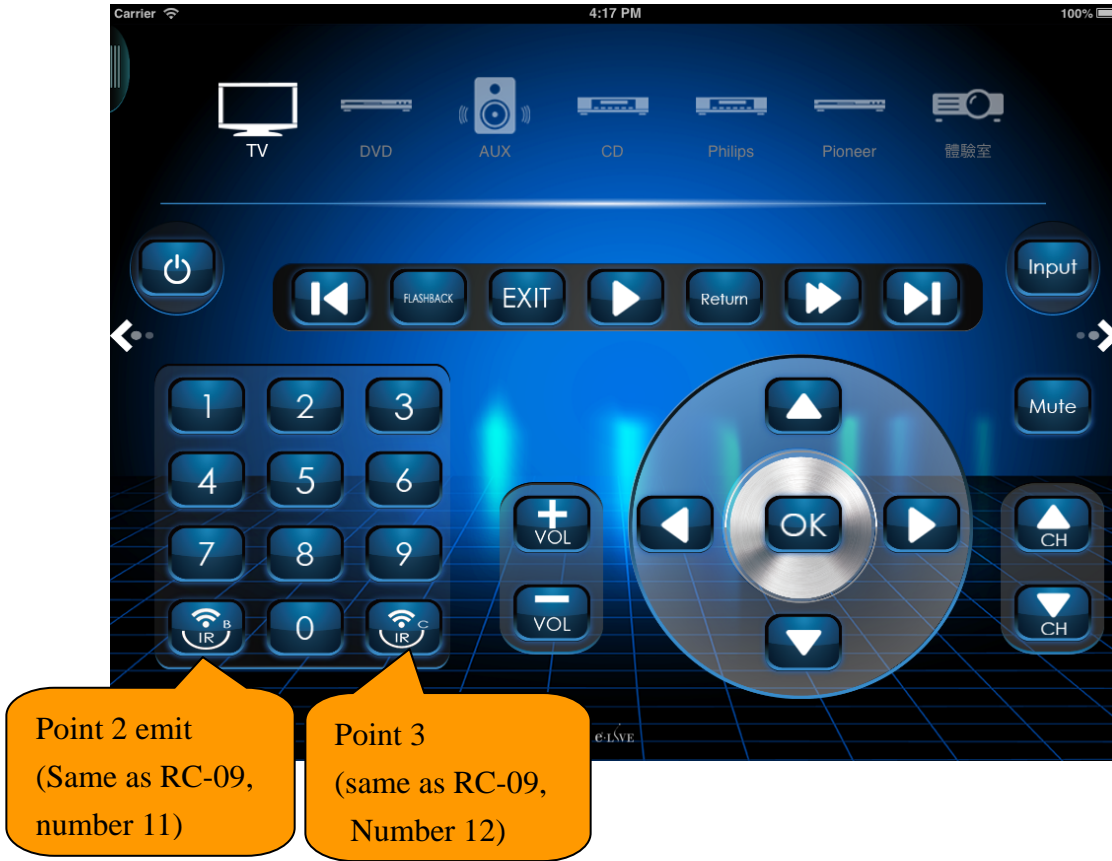 Carrier 4:17 PM 100%
TV DVD AUX CD Philips Pioneer 體驗室
Input
FLASHBACK EXIT Return
1 2 3
Mute
4 5 6
VOL OK CH
7 8 9
IR B 0 IR C
VOL CH
e·LIVE
Point 2 emit
(Same as RC-09,
number 11)
Point 3
(same as RC-09,
Number 12)